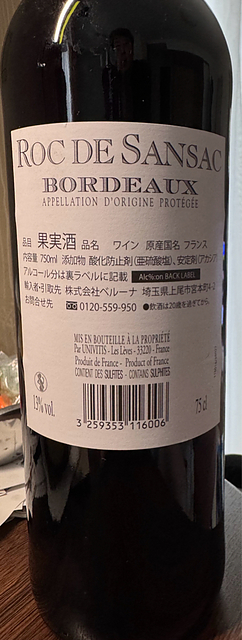 ROC DE SANSAC
BORDEAUX
APPELLATION D'ORIGINE PROTÉGÉE
品目 果実酒 品名 ワイン 原産国名 フランス
内容量 750ml 添加物 酸化防止剤(亜硫酸塩)、安定剤(アカシア)
アルコール分は裏ラベルに記載 Alc%:on BACK LABEL
輸入者・引取先 株式会社ベルーナ 埼玉県上尾市宮本町4-2
お問合せ先 0120-559-950 ●飲酒は20歳を過ぎてから。
MIS EN BOUTEILLE À LA PROPRIÉTÉ
Par UNIVITIS - Les Lèves - 33220 - France
Produit de France - Product of France
CONTIENT DES SULFITES - CONTAINS SULPHITES
13% vol.
75 cl
3 259353 116006